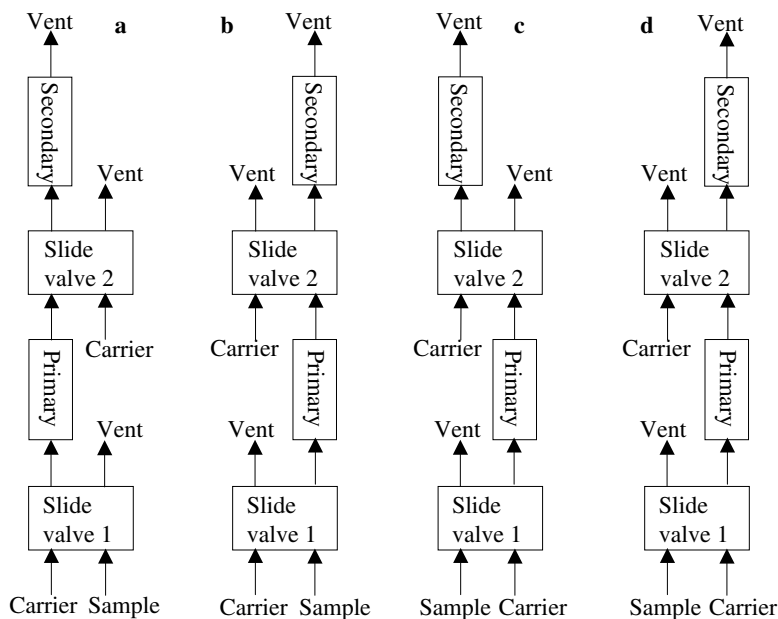 Vent a b Vent Vent c d Vent
Secondary Secondary Secondary Secondary
Vent Vent Vent Vent
Slide Slide Slide Slide
valve 2 valve 2 valve 2 valve 2
Carrier Carrier Carrier Carrier
Primary Primary Primary Primary
Vent Vent Vent Vent
Slide Slide Slide Slide
valve 1 valve 1 valve 1 valve 1
Carrier Sample Carrier Sample Sample Carrier Sample Carrier